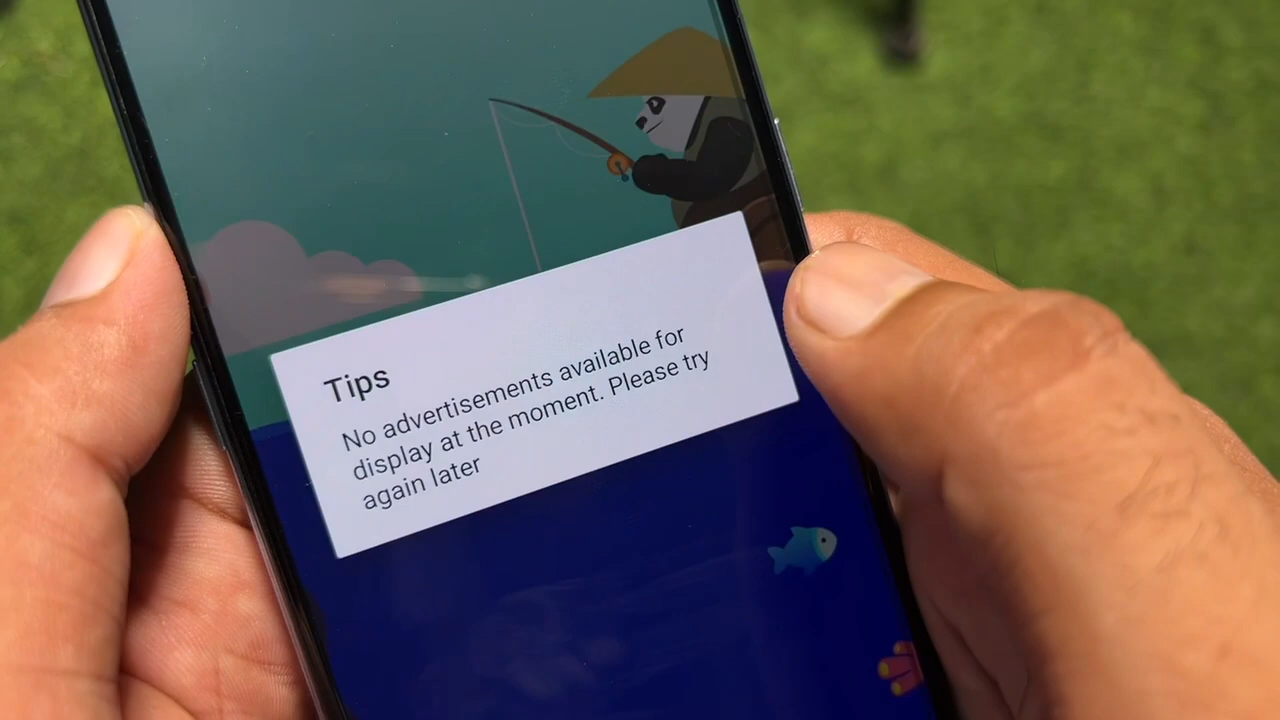 Tips
No advertisements available for
display at the moment. Please try
again later